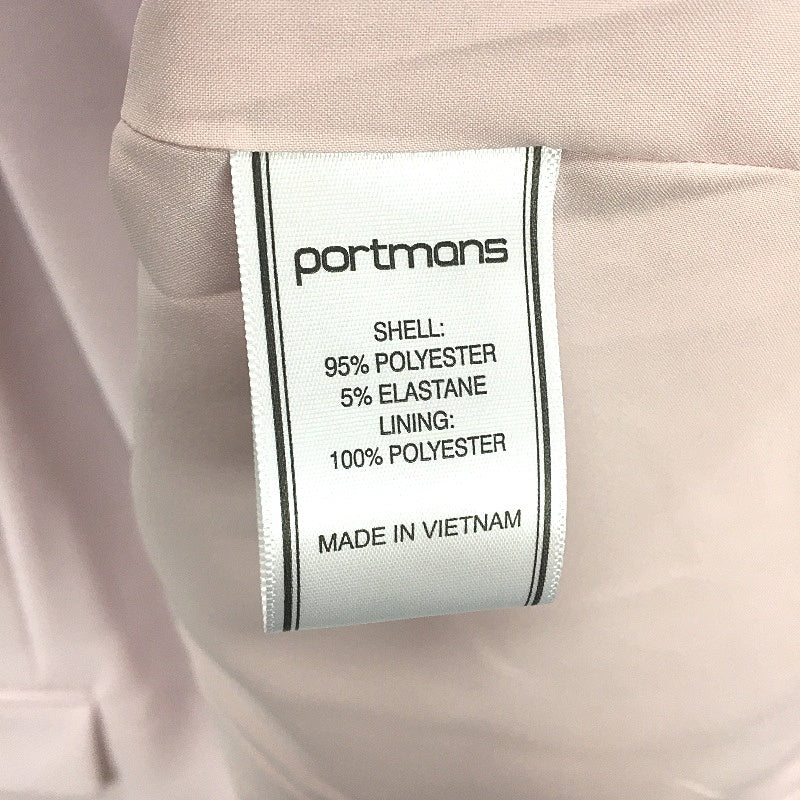 portmans
SHELL:
95% POLYESTER
5% ELASTANE
LINING:
100% POLYESTER
MADE IN VIETNAM